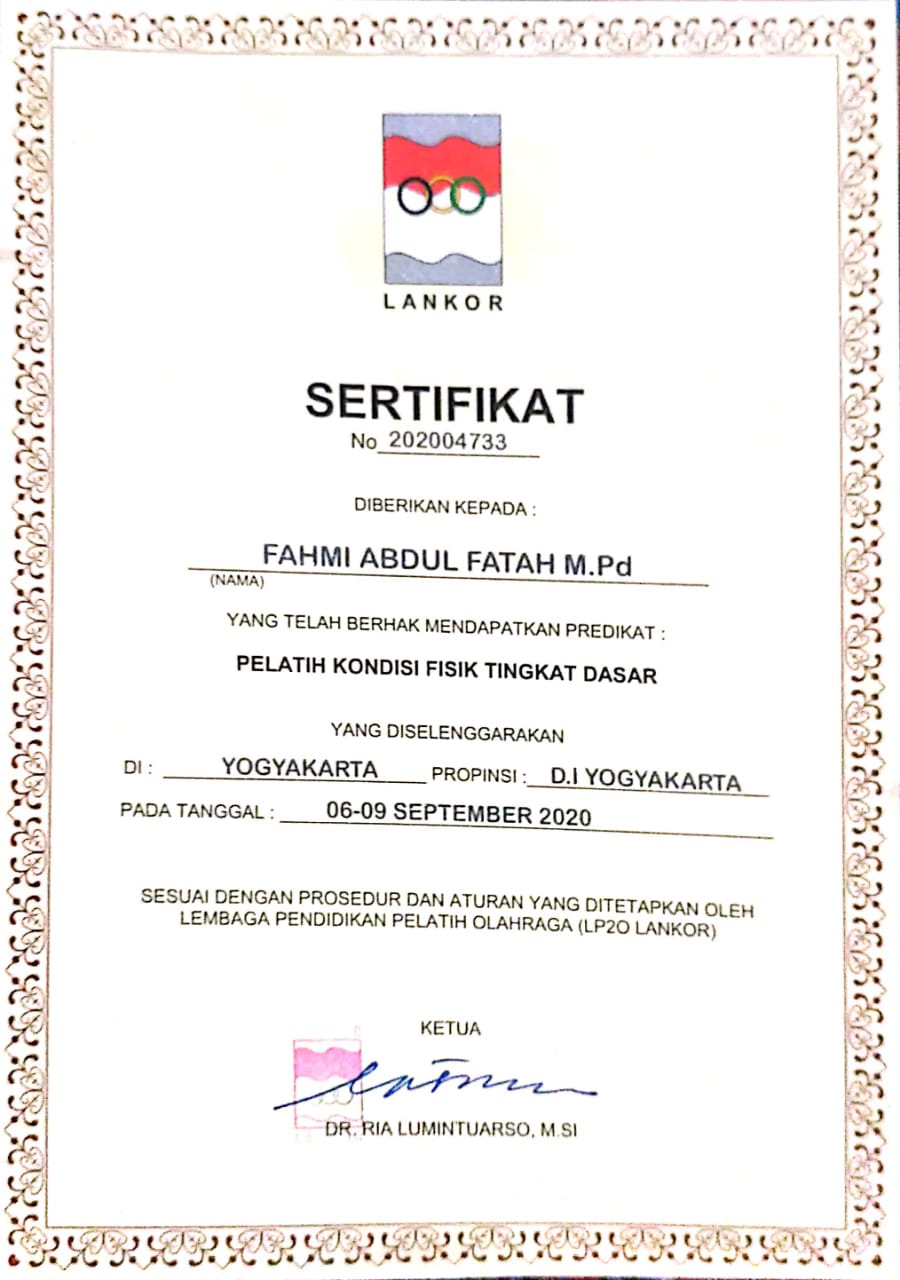 LANKOR
SERTIFIKAT
No 202004733
DIBERIKAN KEPADA :
FAHMI ABDUL FATAH M.Pd
(NAMA)
YANG TELAH BERHAK MENDAPATKAN PREDIKAT :
PELATIH KONDISI FISIK TINGKAT DASAR
YANG DISELENGGARAKAN
DI : YOGYAKARTA PROPINSI : D.I YOGYAKARTA
PADA TANGGAL : 06-09 SEPTEMBER 2020
SESUAI DENGAN PROSEDUR DAN ATURAN YANG DITETAPKAN OLEH
LEMBAGA PENDIDIKAN PELATIH OLAHRAGA (LP2O LANKOR)
KETUA
DR. RIA LUMINTUARSO, M.SI